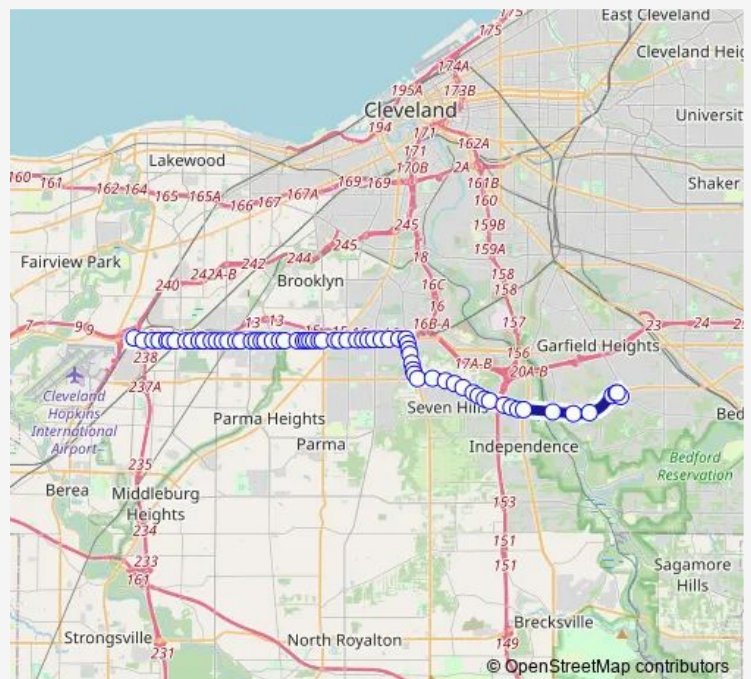 175
175
East Cleveland
174A
Cleveland Heig
195A
173B
Cleveland
Universit
194
171
171
162A
Lakewood
170B
2A
160
161
162-164
165
165A
166
167
167A
169
169
161B
Shaker
160
245
159B
245
18
159A
Fairview Park
244
242
242A-B
240
158
158
Brooklyn
16C
16
7
9
9
13
13
16B-A
157
23
24
2
156
Garfield Heights
238
17A-B
20A-B
237A
Cleveland
Hopkins
International
Airport
Seven Hills
Bed
Parma Heights
Parma
Independence
Bedford
Reservation
235
Berea
Middleburg
Heights
153
234
151
151
233
161
Sagamore
Hills
Brecksville
Strongsville
231
North Royalton
149
© OpenStreetMap contributors